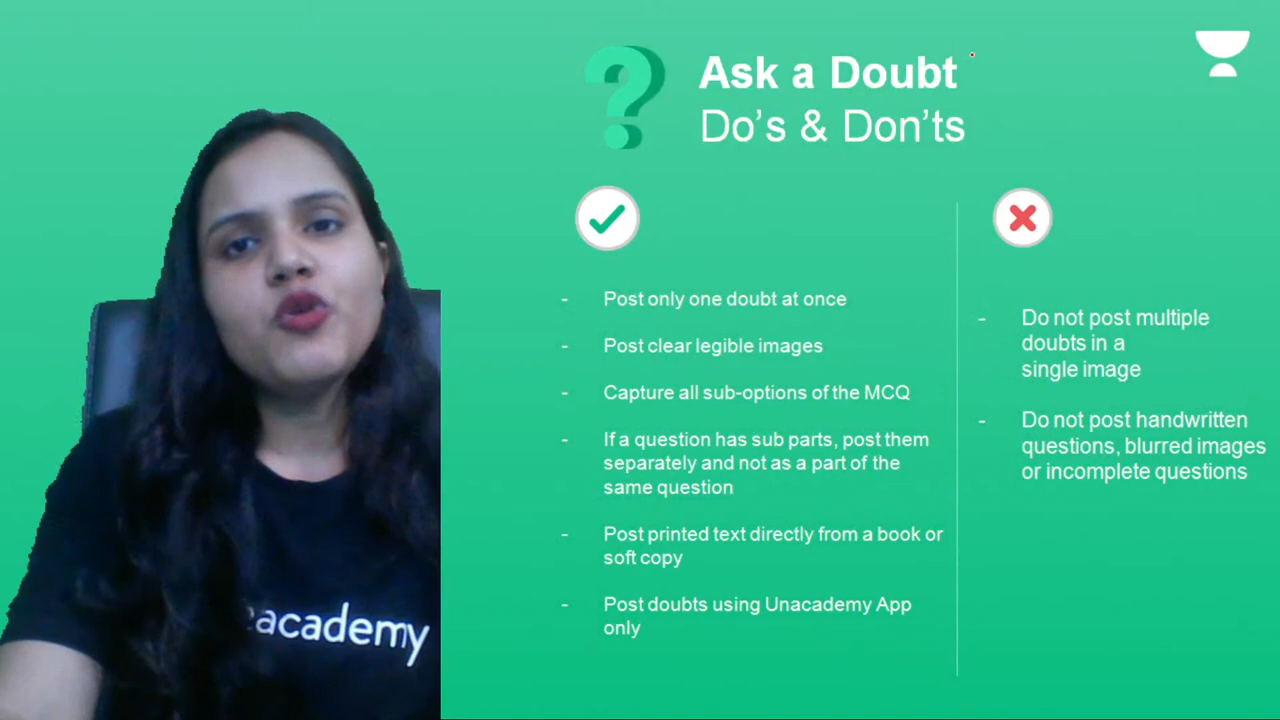 Ask a Doubt
Do’s & Don’ts
- Post only one doubt at once
- Post clear legible images
- Capture all sub-options of the MCQ
- If a question has sub parts, post them
separately and not as a part of the
same question
- Post printed text directly from a book or
soft copy
- Post doubts using Unacademy App
only
- Do not post multiple
doubts in a
single image
- Do not post handwritten
questions, blurred images
or incomplete questions
academy